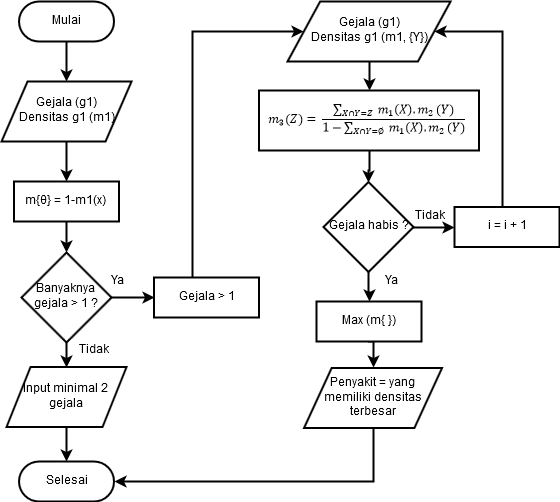 Mulai
Gejala (g1)
Densitas g1 (m1)
m{θ} = 1-m1(x)
Banyaknya
gejala > 1 ?
Ya
Gejala > 1
Tidak
Input minimal 2
gejala
Selesai
Gejala (g1)
Densitas g1 (m1, {Y})
m₃(Z) = ∑X∩Y=Z m₁(X).m₂(Y) / 1−∑X∩Y=∅ m₁(X).m₂(Y)
Gejala habis ?
Tidak
i = i + 1
Ya
Max (m{ })
Penyakit = yang
memiliki densitas
terbesar